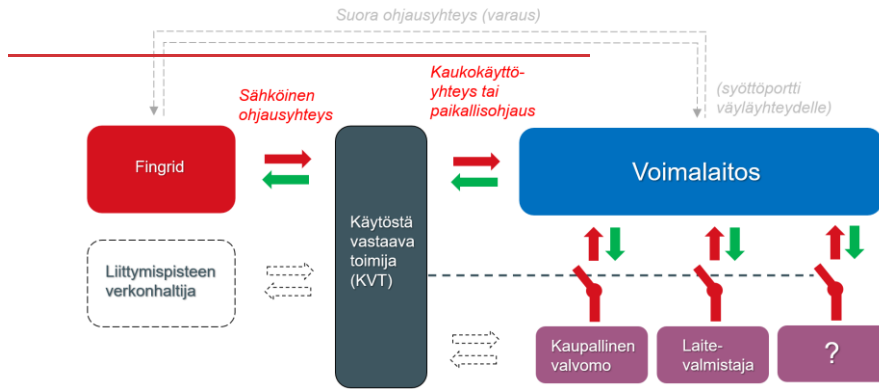 Suora ohjausyhteys (varaus)
Sähköinen
ohjausyhteys
Kaukokäyttö-
yhteys tai
paikallisohjaus
(syöttöportti
väyläyhteydelle)
Fingrid
Käytöstä
vastaava
toimija
(KVT)
Voimalaitos
Liittymispisteen
verkonhaltija
Kaupallinen
valvomo
Laite-
valmistaja
?